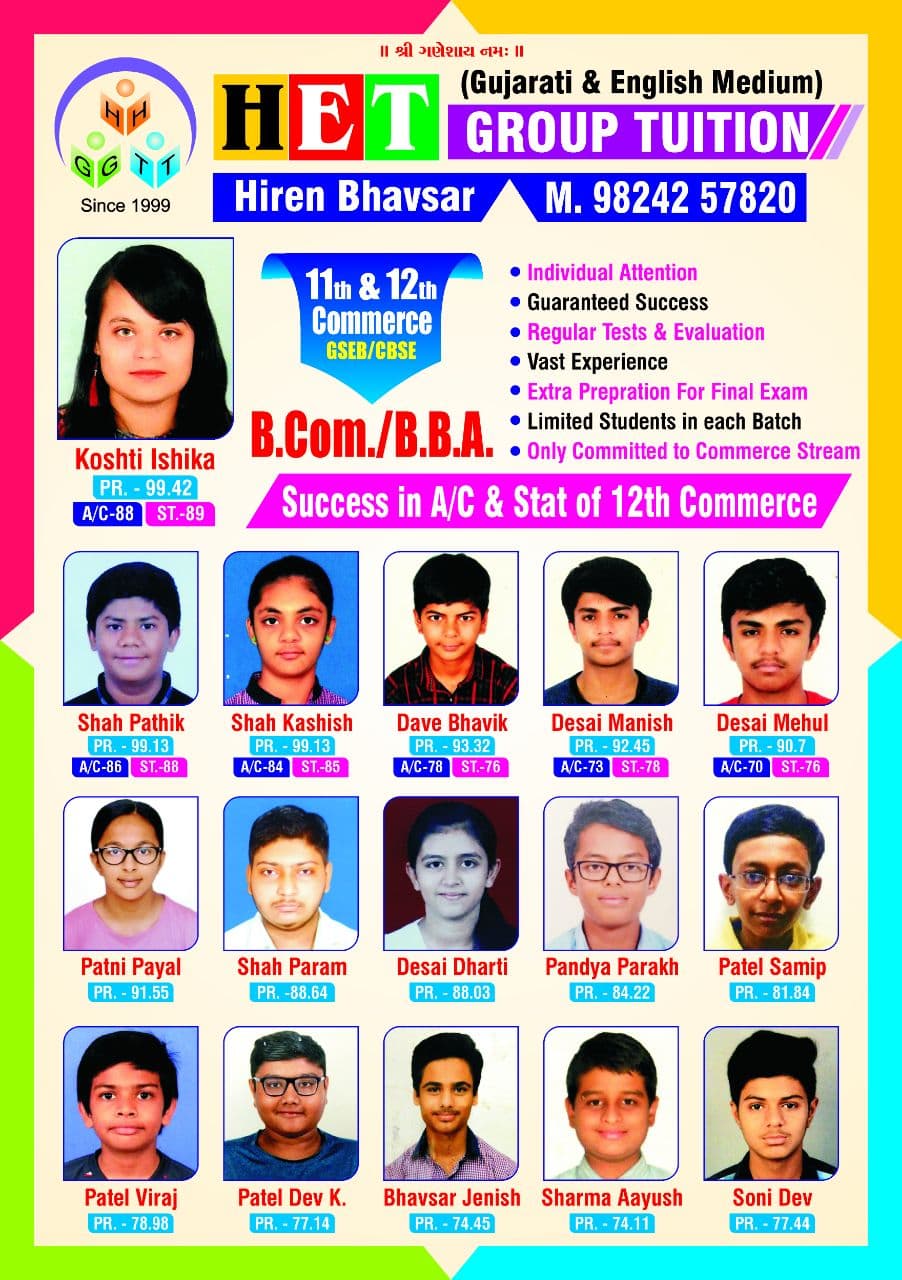 ॥ શ્રી ગણેશાય નમઃ ॥
HET
(Gujarati & English Medium)
GROUP TUITION
H H
G G T T
Since 1999
Hiren Bhavsar
M. 98242 57820
11th & 12th
Commerce
GSEB/CBSE
B.Com./B.B.A.
• Individual Attention
• Guaranteed Success
• Regular Tests & Evaluation
• Vast Experience
• Extra Prepration For Final Exam
• Limited Students in each Batch
• Only Committed to Commerce Stream
Koshti Ishika
PR. - 99.42
A/C-88 ST.-89
Success in A/C & Stat of 12th Commerce
Shah Pathik
PR. - 99.13
A/C-86 ST.-88
Shah Kashish
PR. - 99.13
A/C-84 ST.-85
Dave Bhavik
PR. - 93.32
A/C-78 ST.-76
Desai Manish
PR. - 92.45
A/C-73 ST.-78
Desai Mehul
PR. - 90.7
A/C-70 ST.-76
Patni Payal
PR. - 91.55
Shah Param
PR. -88.64
Desai Dharti
PR. - 88.03
Pandya Parakh
PR. - 84.22
Patel Samip
PR. - 81.84
Patel Viraj
PR. - 78.98
Patel Dev K.
PR. - 77.14
Bhavsar Jenish
PR. - 74.45
Sharma Aayush
PR. - 74.11
Soni Dev
PR. - 77.44